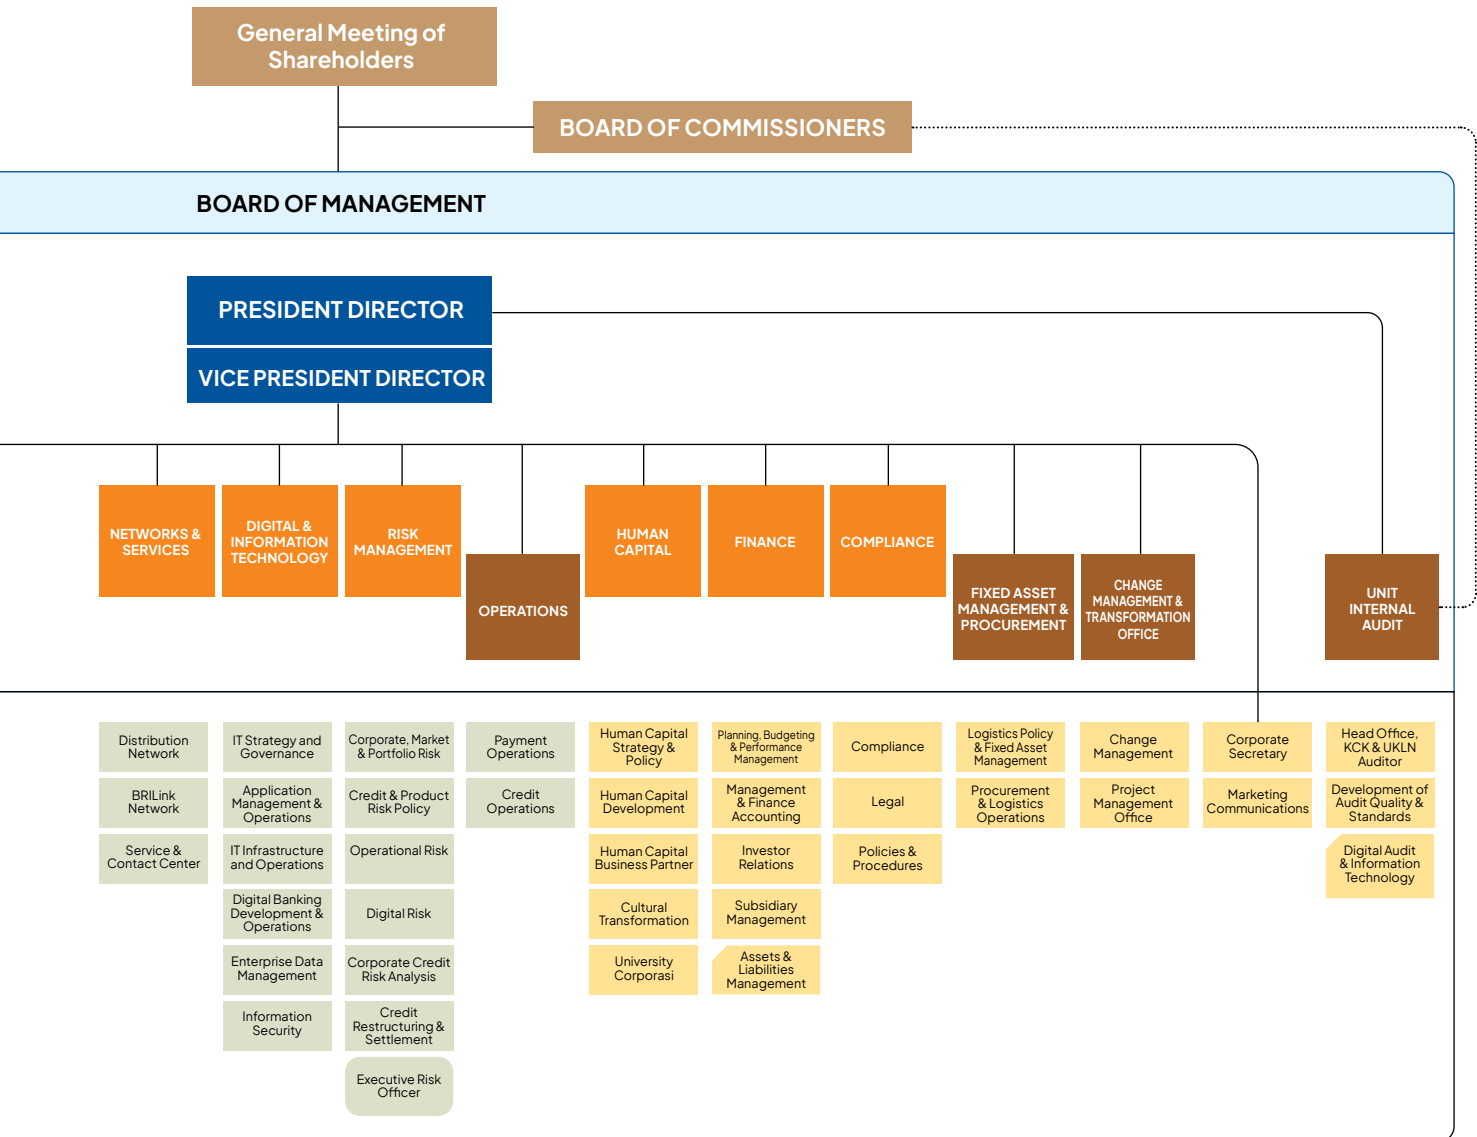 General Meeting of
Shareholders
BOARD OF COMMISSIONERS
BOARD OF MANAGEMENT
PRESIDENT DIRECTOR
VICE PRESIDENT DIRECTOR
NETWORKS &
SERVICES
DIGITAL &
INFORMATION
TECHNOLOGY
RISK
MANAGEMENT
OPERATIONS
HUMAN
CAPITAL
FINANCE
COMPLIANCE
FIXED ASSET
MANAGEMENT &
PROCUREMENT
CHANGE
MANAGEMENT &
TRANSFORMATION
OFFICE
UNIT
INTERNAL
AUDIT
Distribution
Network
BRILink
Network
Service &
Contact Center
IT Strategy and
Governance
Application
Management &
Operations
IT Infrastructure
and Operations
Digital Banking
Development &
Operations
Enterprise Data
Management
Information
Security
Corporate, Market
& Portfolio Risk
Credit & Product
Risk Policy
Operational Risk
Digital Risk
Corporate Credit
Risk Analysis
Credit
Restructuring &
Settlement
Executive Risk
Officer
Payment
Operations
Credit
Operations
Human Capital
Strategy &
Policy
Human Capital
Development
Human Capital
Business Partner
Cultural
Transformation
University
Corporasi
Planning, Budgeting
& Performance
Management
Management
& Finance
Accounting
Investor
Relations
Subsidiary
Management
Assets &
Liabilities
Management
Compliance
Legal
Policies &
Procedures
Logistics Policy
& Fixed Asset
Management
Procurement
& Logistics
Operations
Change
Management
Project
Management
Office
Corporate
Secretary
Marketing
Communications
Head Office,
KCK & UKLN
Auditor
Development of
Audit Quality &
Standards
Digital Audit
& Information
Technology